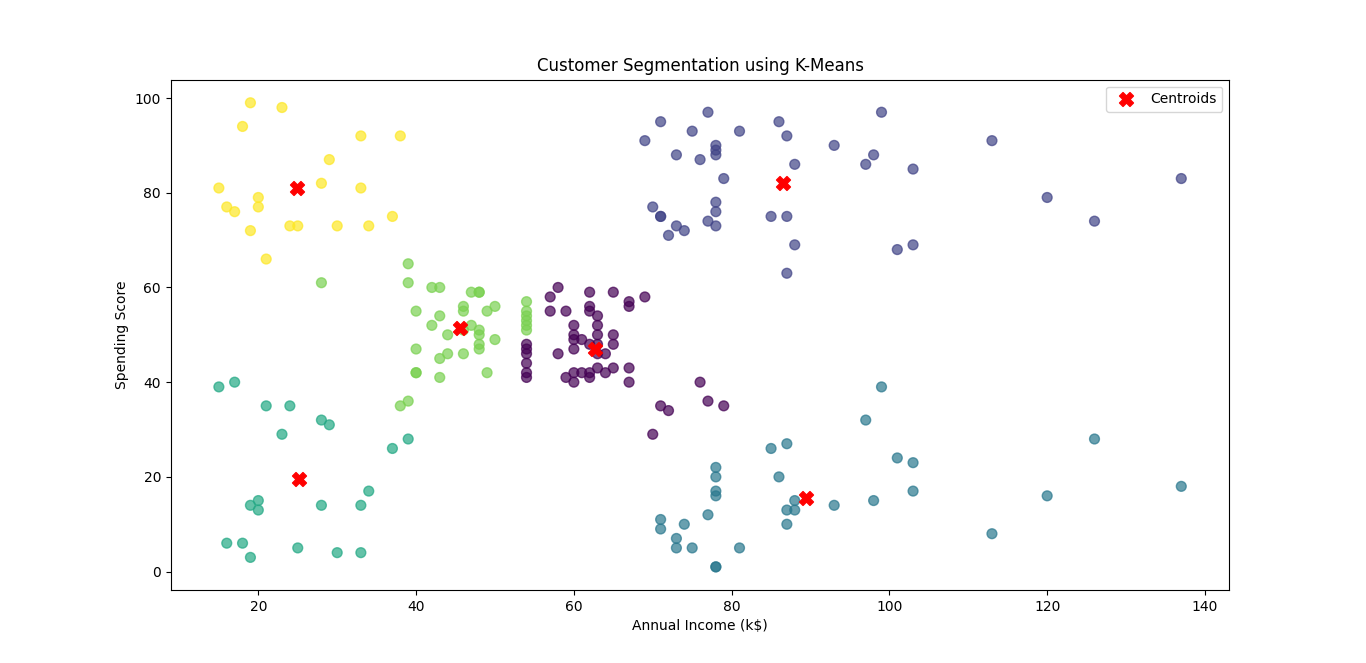 Customer Segmentation using K-Means
Centroids
100
80
60
40
20
0
Spending Score
20 40 60 80 100 120 140
Annual Income (k$)